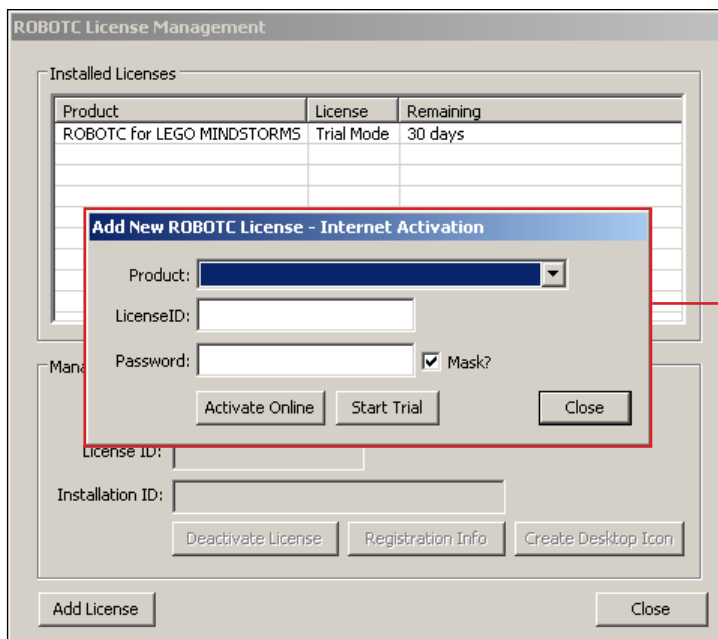 ROBOTC License Management
Installed Licenses
Product License Remaining
ROBOTC for LEGO MINDSTORMS Trial Mode 30 days
Add New ROBOTC License - Internet Activation
Product:
LicenseID:
Password: Mask?
Activate Online Start Trial Close
Mana
License ID:
Installation ID:
Deactivate License Registration Info Create Desktop Icon
Add License Close